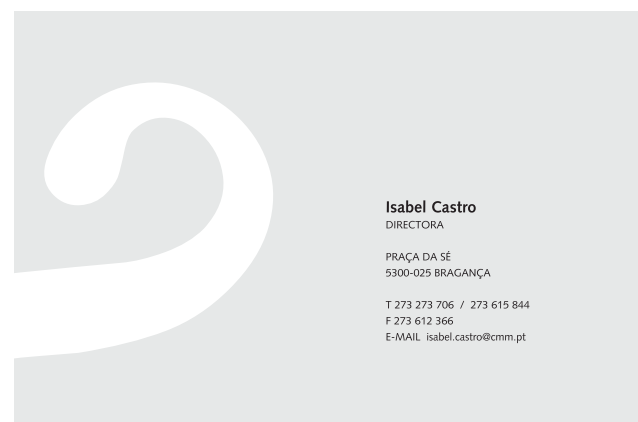 Isabel Castro
DIRECTORA
PRAÇA DA SÉ
5300-025 BRAGANÇA
T 273 273 706 / 273 615 844
F 273 612 366
E-MAIL isabel.castro@cmm.pt